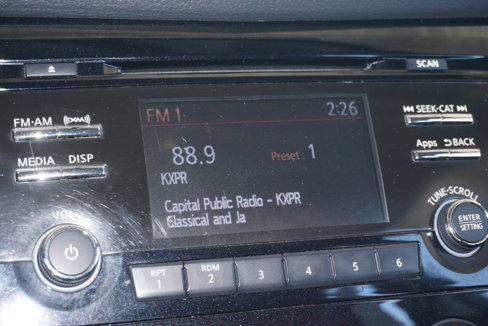 SCAN
FM 1 2:26
FM·AM ((XM)) SEEK·CAT
88.9 Preset : 1
Apps BACK
MEDIA DISP
KXPR
Capital Public Radio - KXPR
Classical and Ja
TUNE·SCROLL
VOL
ENTER
SETTING
RPT RDM
1 2 3 4 5 6